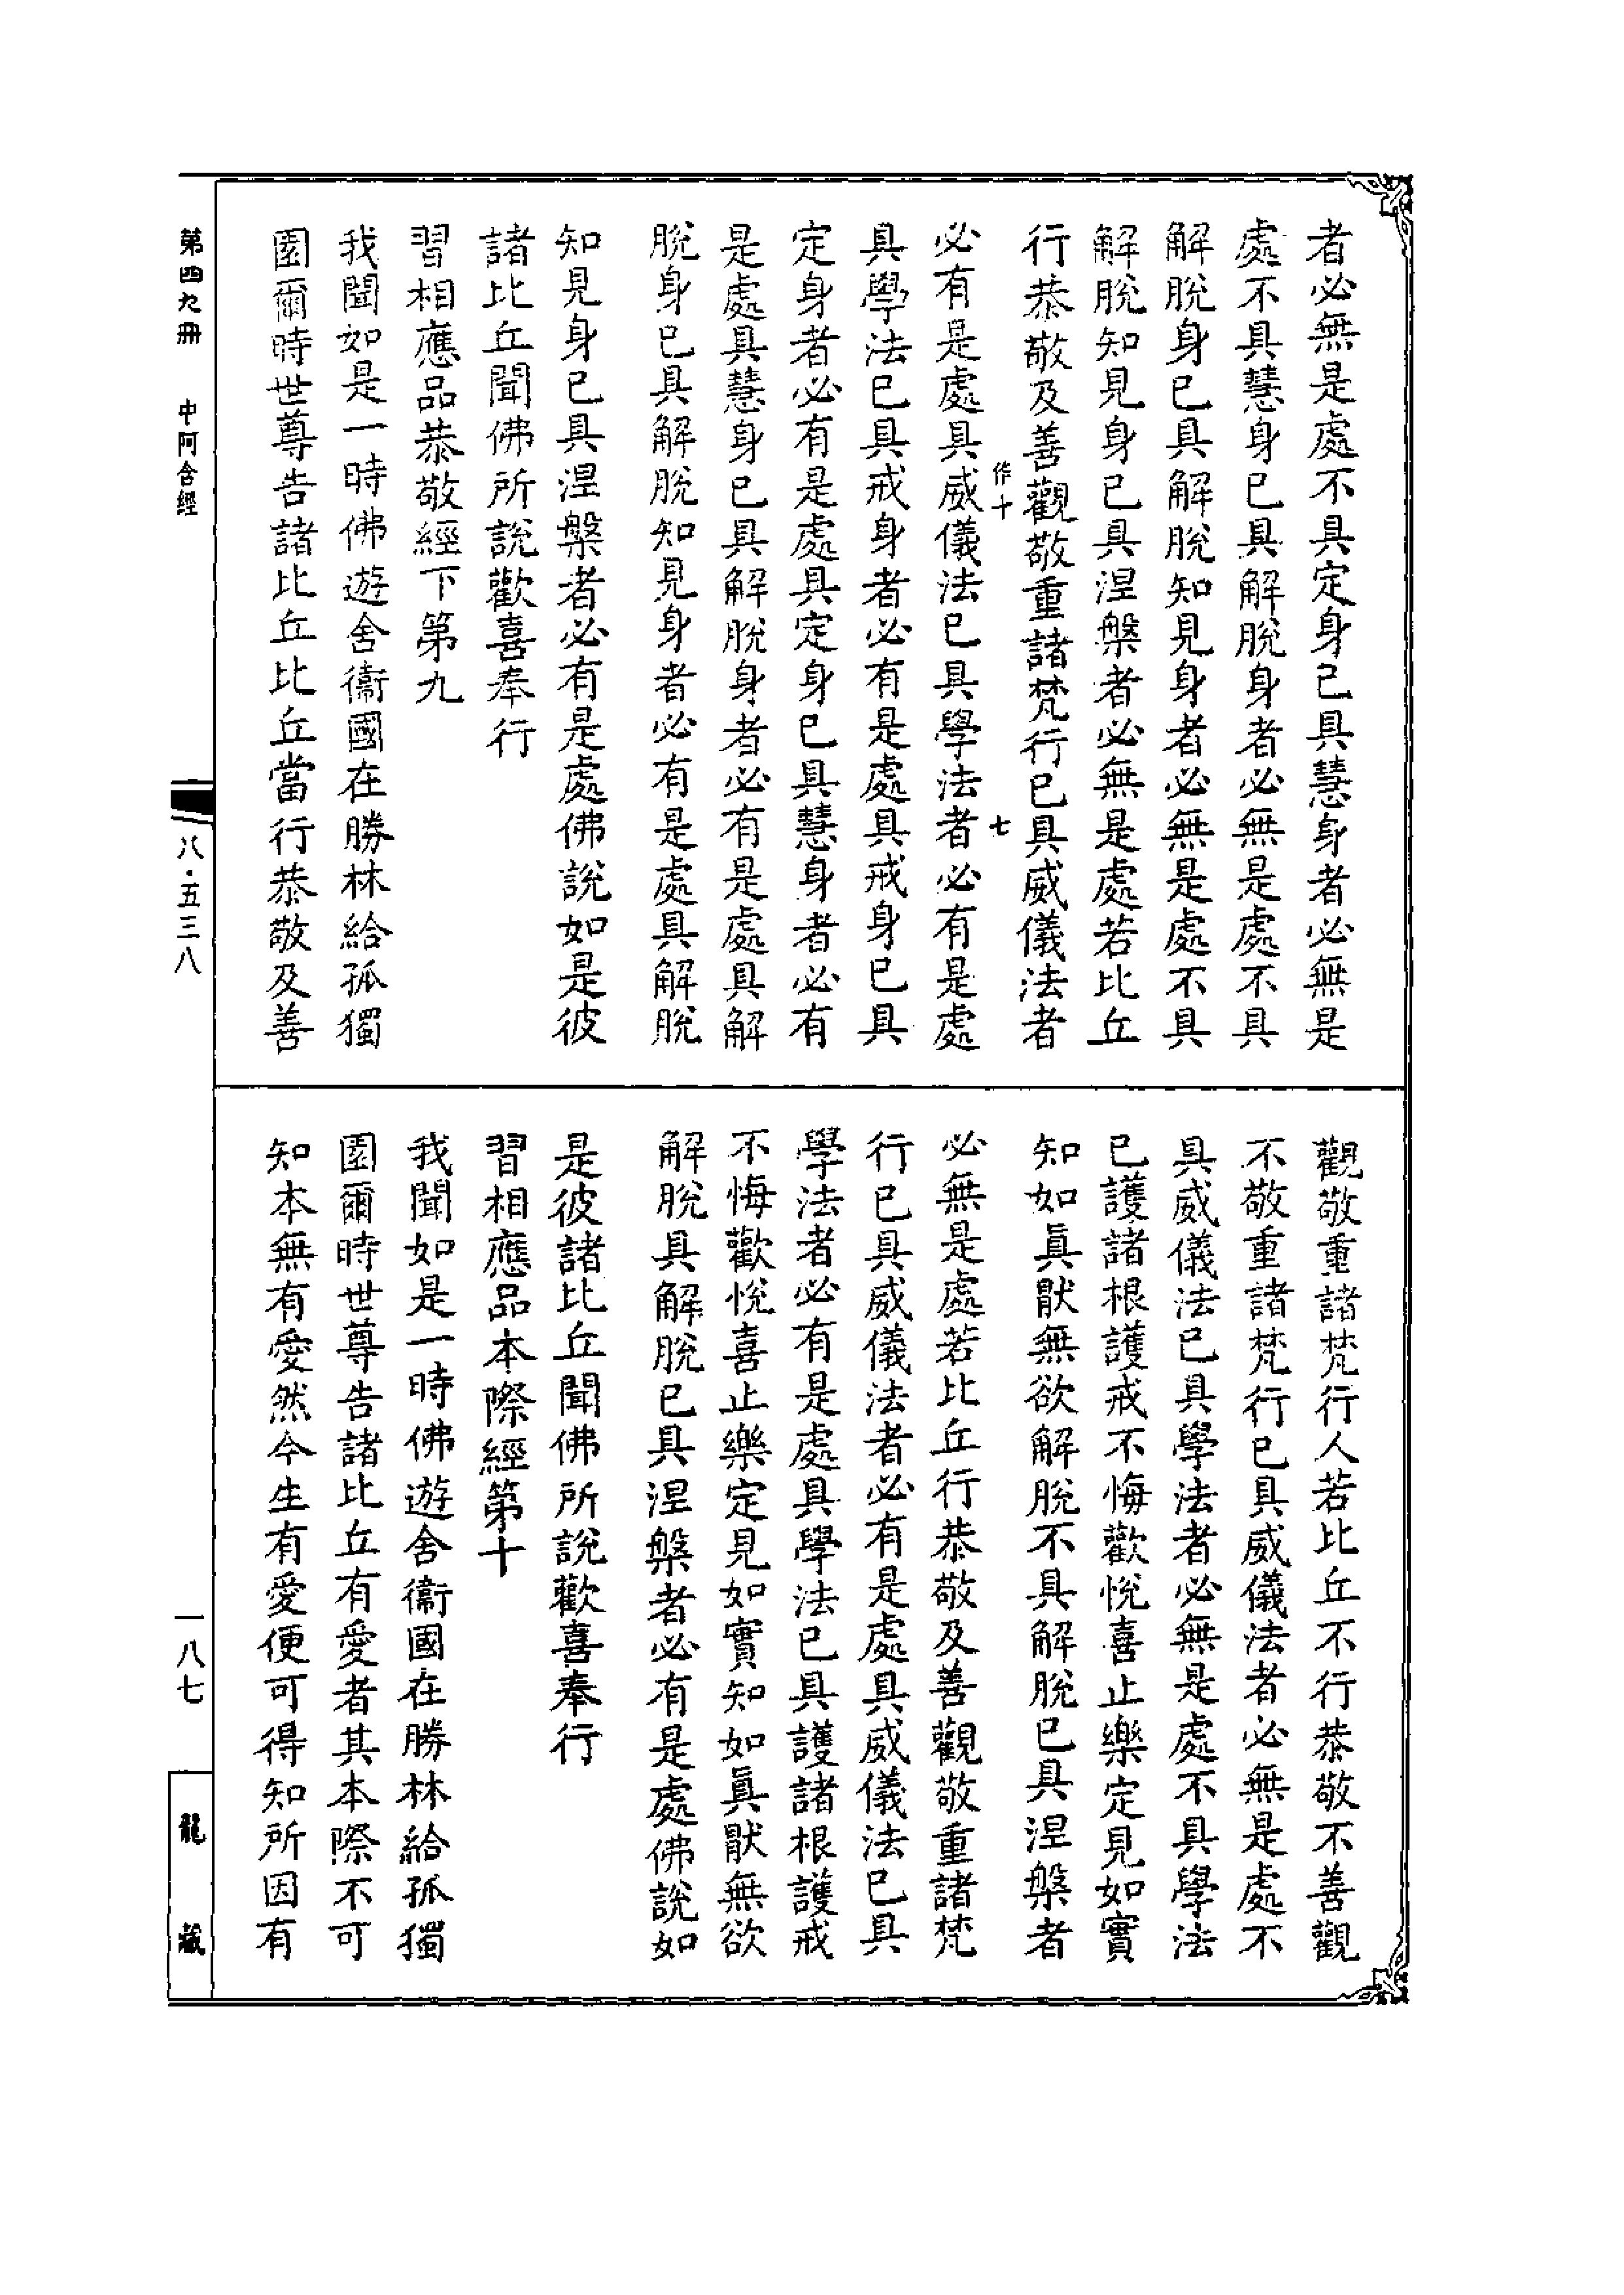 者必無是處不具定身已具慧身者必無是
處不具慧身已具解脫身者必無是處不具
解脫身已具解脫知見身者必無是處不具
解脫知見身已具涅槃者必無是處若比丘
行恭敬及善觀敬重諸梵行已具威儀法者
作十　七
必有是處具威儀法已具學法者必有是處
具學法已具戒身者必有是處具戒身已具
定身者必有是處具定身已具慧身者必有
是處具慧身已具解脫身者必有是處具解
脫身已具解脫知見身者必有是處具解脫
知見身已具涅槃者必有是處佛說如是彼
諸比丘聞佛所說歡喜奉行
習相應品恭敬經下第九
我聞如是一時佛遊舍衞國在勝林給孤獨
園爾時世尊告諸比丘比丘當行恭敬及善
觀敬重諸梵行人若比丘不行恭敬不善觀
不敬重諸梵行已具威儀法者必無是處不
具威儀法已具學法者必無是處不具學法
已護諸根護戒不悔歡悅喜止樂定見如實
知如眞猒無欲解脫不具解脫已具涅槃者
必無是處若比丘行恭敬及善觀敬重諸梵
行已具威儀法者必有是處具威儀法已具
學法者必有是處具學法已具護諸根護戒
不悔歡悅喜止樂定見如實知如眞猒無欲
解脫具解脫已具涅槃者必有是處佛說如
是彼諸比丘聞佛所說歡喜奉行
習相應品本際經第十
我聞如是一時佛遊舍衞國在勝林給孤獨
園爾時世尊告諸比丘有愛者其本際不可
知本無有愛然今生有愛便可得知所因有
第四九冊　中阿含經
八·五三八
一八七
龍藏